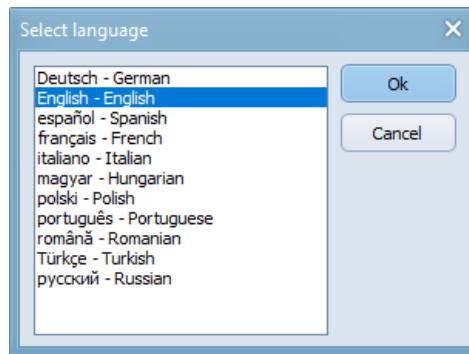 Select language
Deutsch - German
English - English
español - Spanish
français - French
italiano - Italian
magyar - Hungarian
polski - Polish
português - Portuguese
română - Romanian
Türkçe - Turkish
русский - Russian
Ok
Cancel